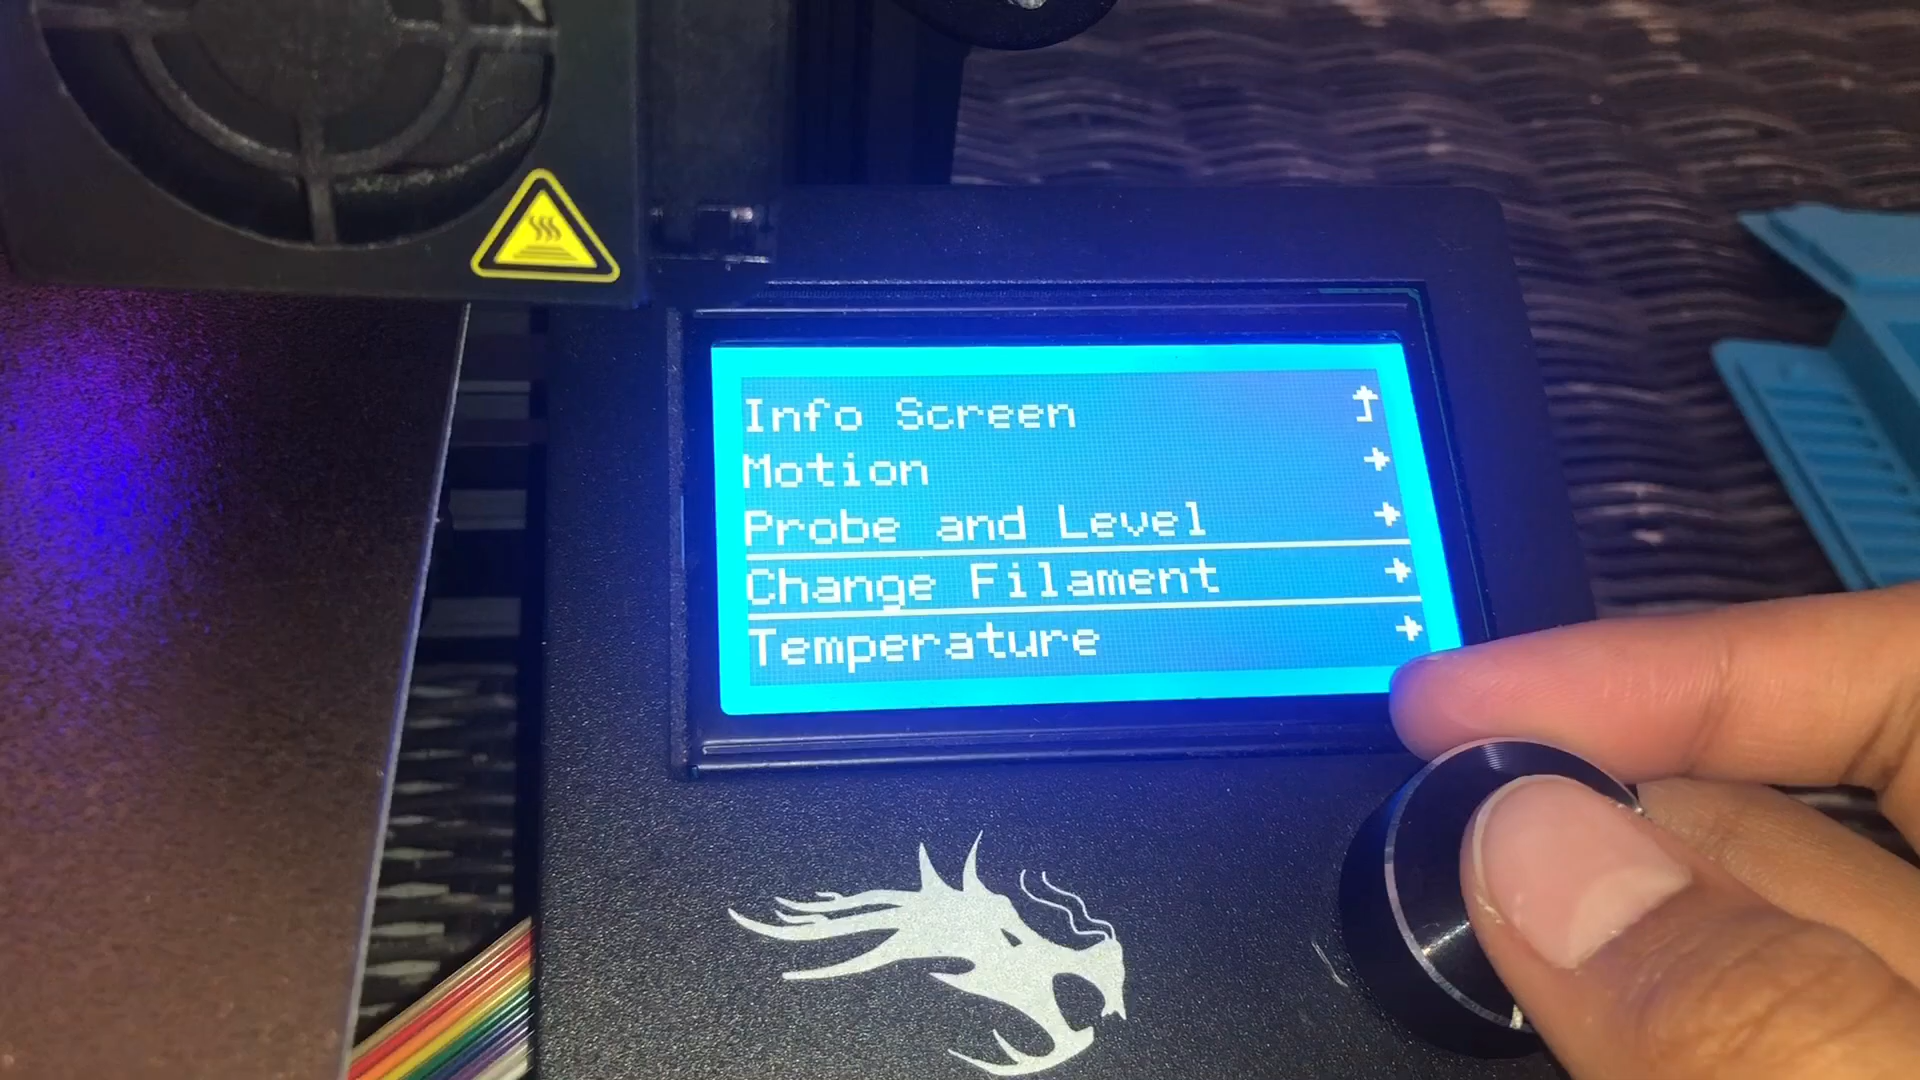 Info Screen
Motion
Probe and Level
Change Filament
Temperature